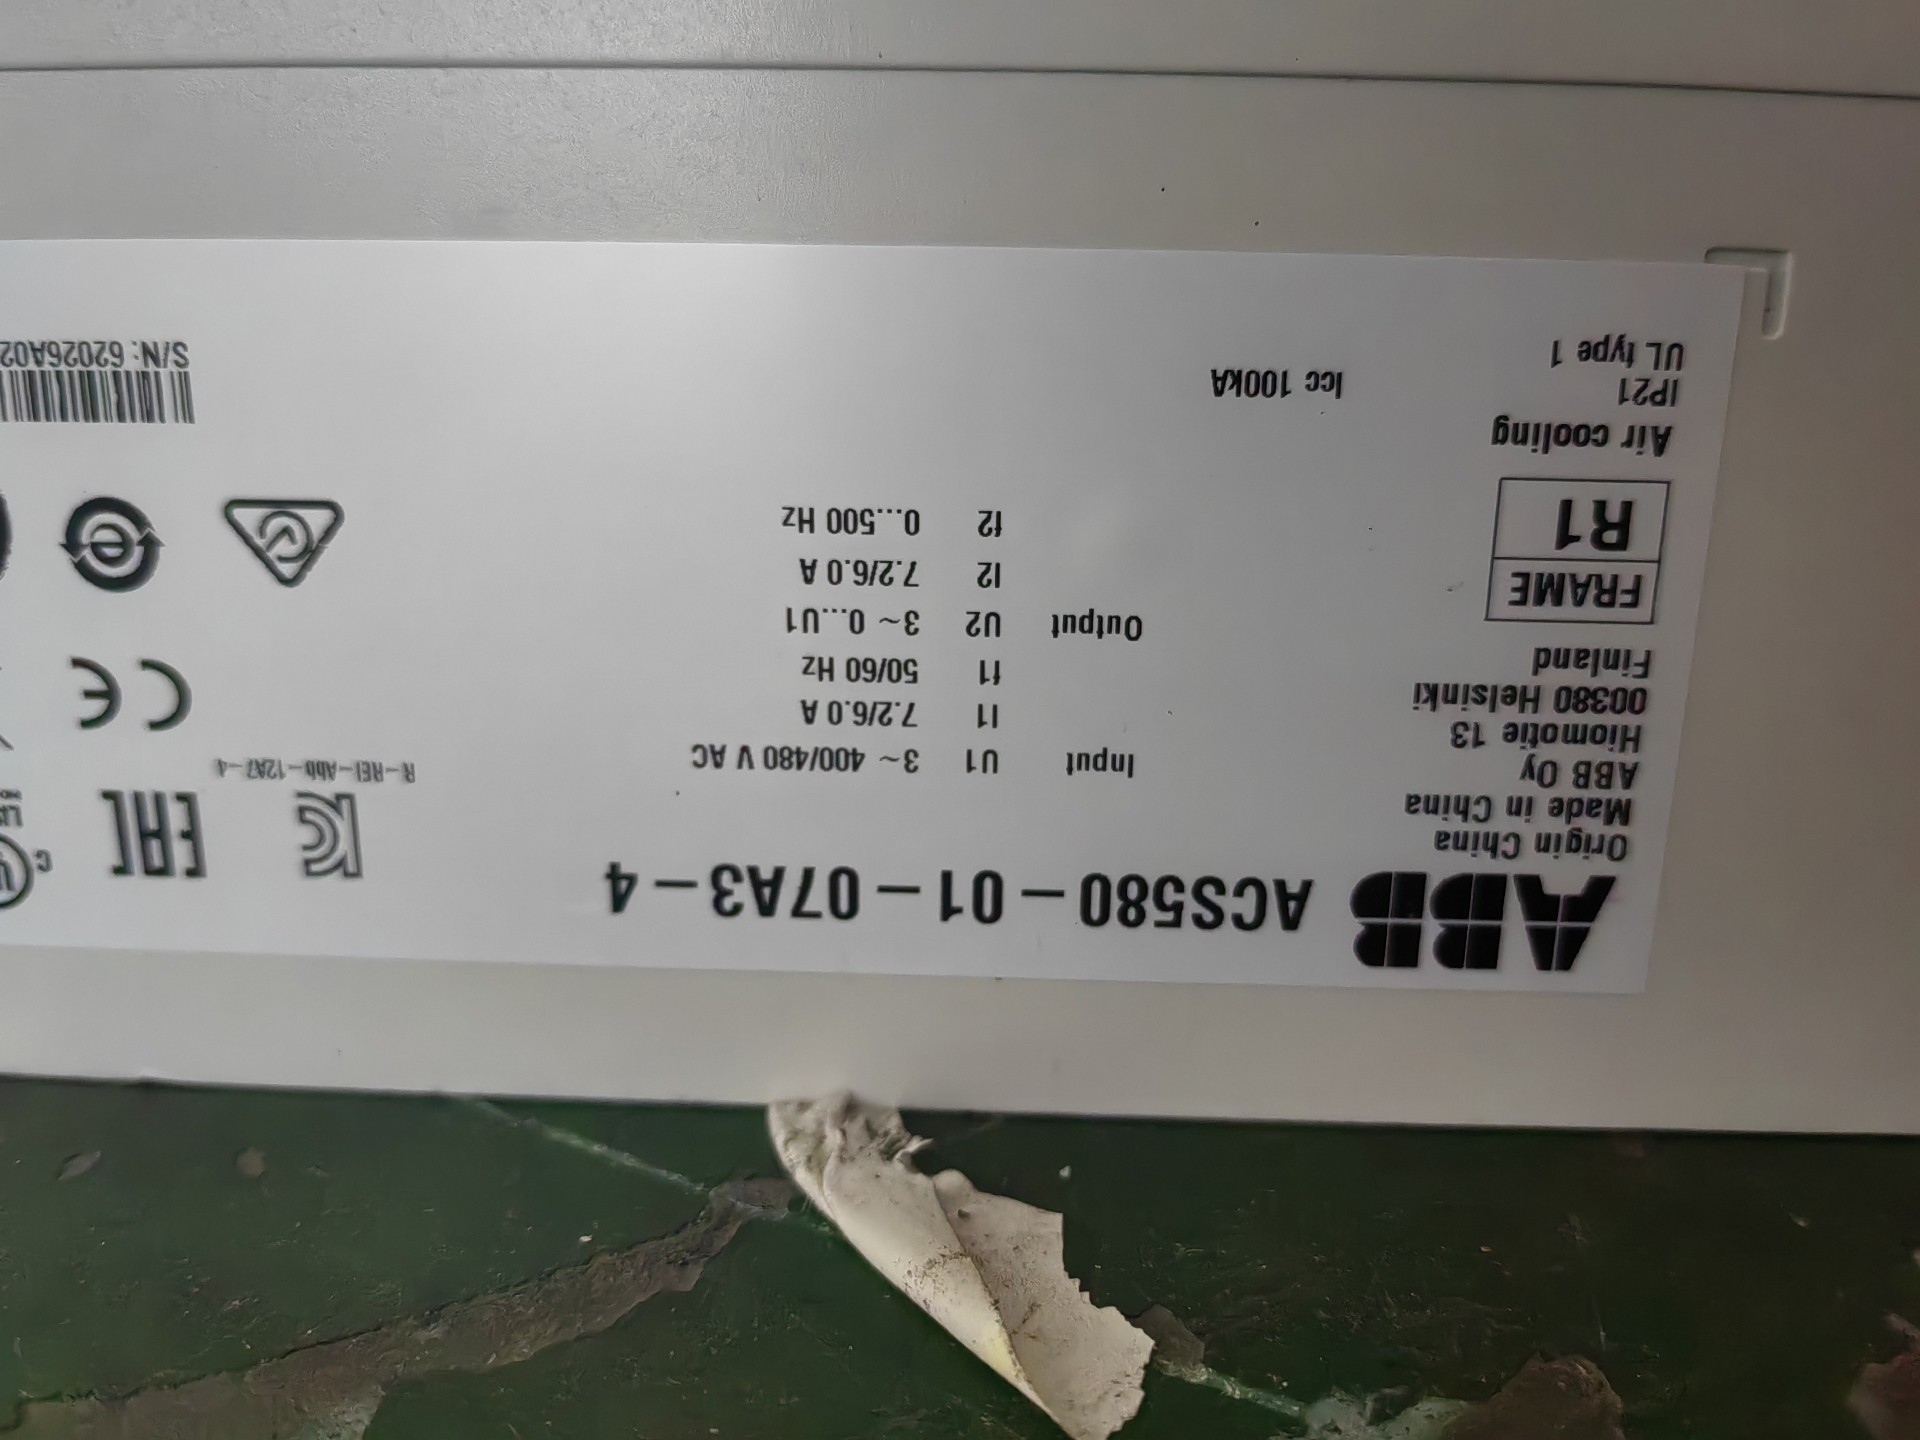 ABB ACS580-01-07A3-4
Origin China
Made in China
ABB Oy
Hiomotie 13
00380 Helsinki
Finland
FRAME
R1
Air cooling
IP21
UL type 1
Input U1 3~ 400/480 V AC
I1 7.2/6.0 A
f1 50/60 Hz
Output U2 3~ 0...U1
I2 7.2/6.0 A
f2 0...500 Hz
Icc 100kA
EAC
R-REI-Abb-12A7-4
CE
S/N: 62026A02